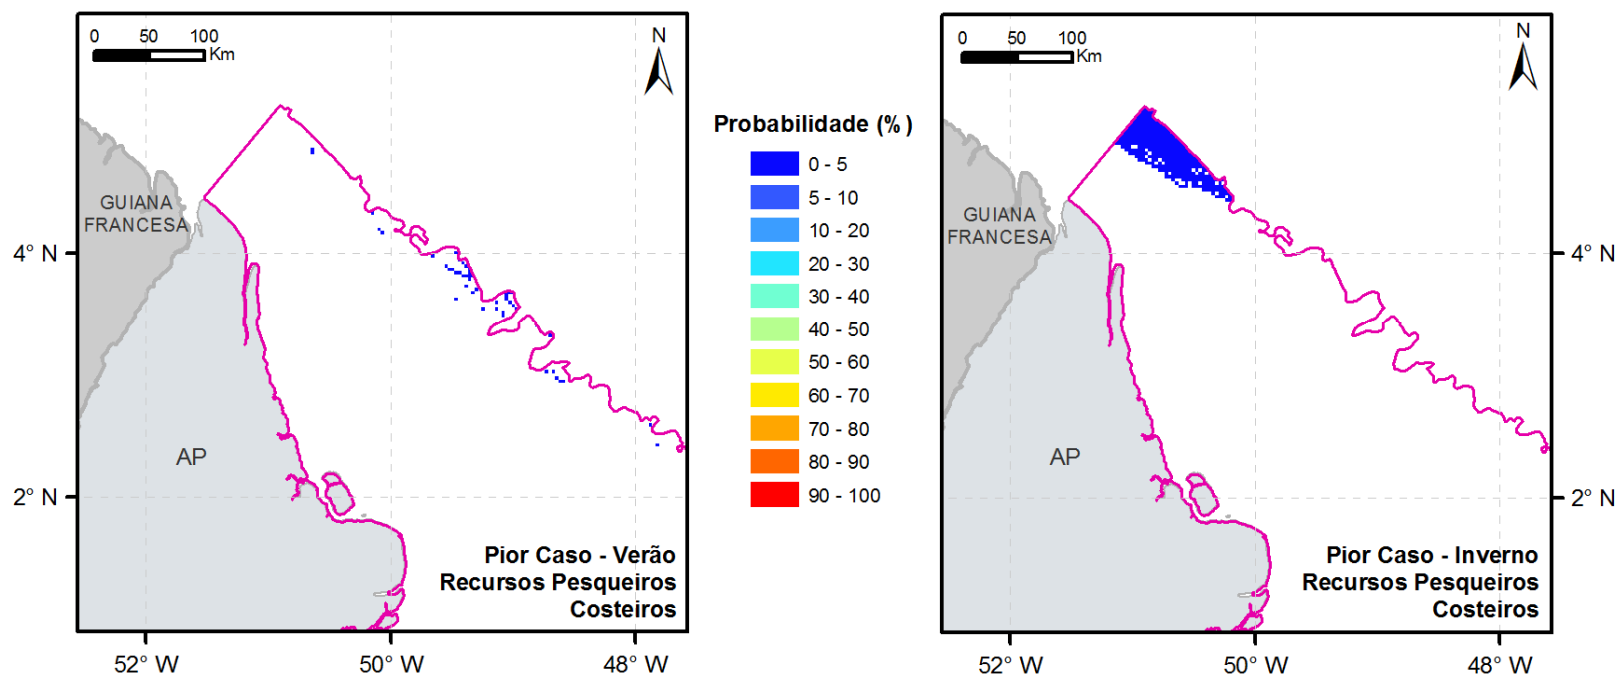 0 50 100
Km
N
GUIANA
FRANCESA
AP
4° N
2° N
Pior Caso - Verão
Recursos Pesqueiros
Costeiros
52° W 50° W 48° W
Probabilidade (%)
0 - 5
5 - 10
10 - 20
20 - 30
30 - 40
40 - 50
50 - 60
60 - 70
70 - 80
80 - 90
90 - 100
0 50 100
Km
N
GUIANA
FRANCESA
AP
4° N
2° N
Pior Caso - Inverno
Recursos Pesqueiros
Costeiros
52° W 50° W 48° W